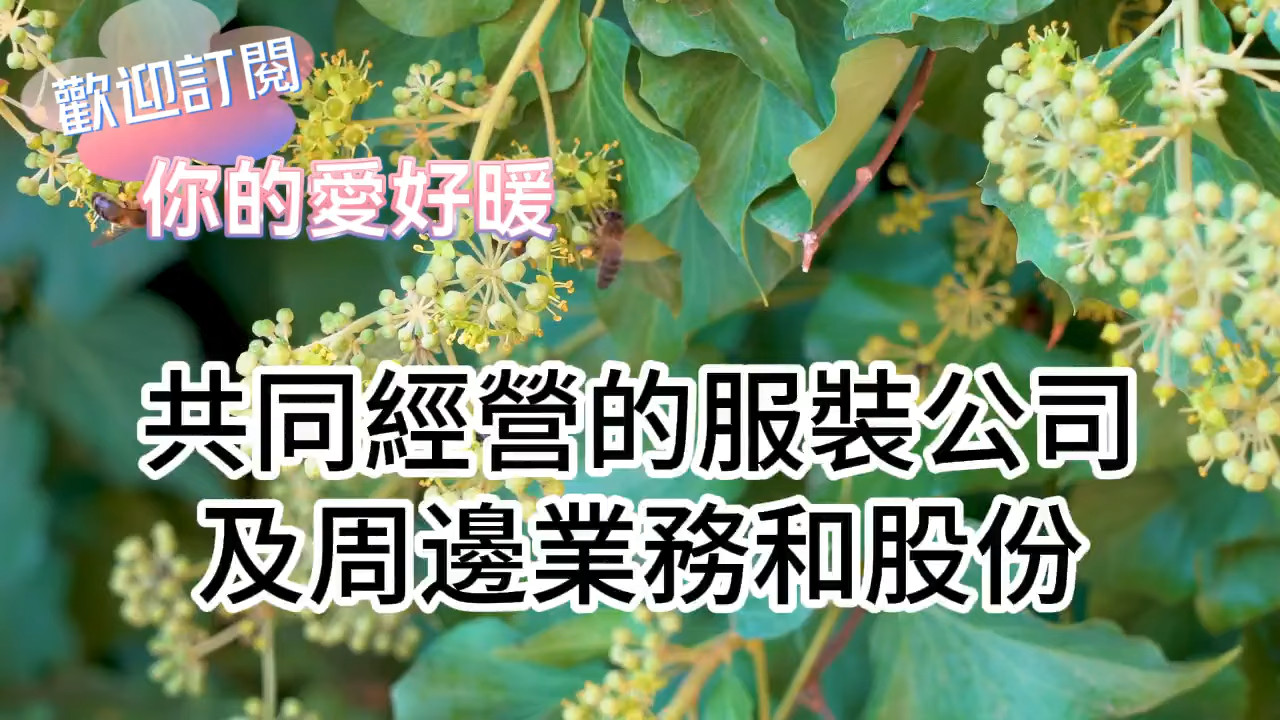 歡迎訂閱
你的愛好暖
共同經營的服裝公司
及周邊業務和股份